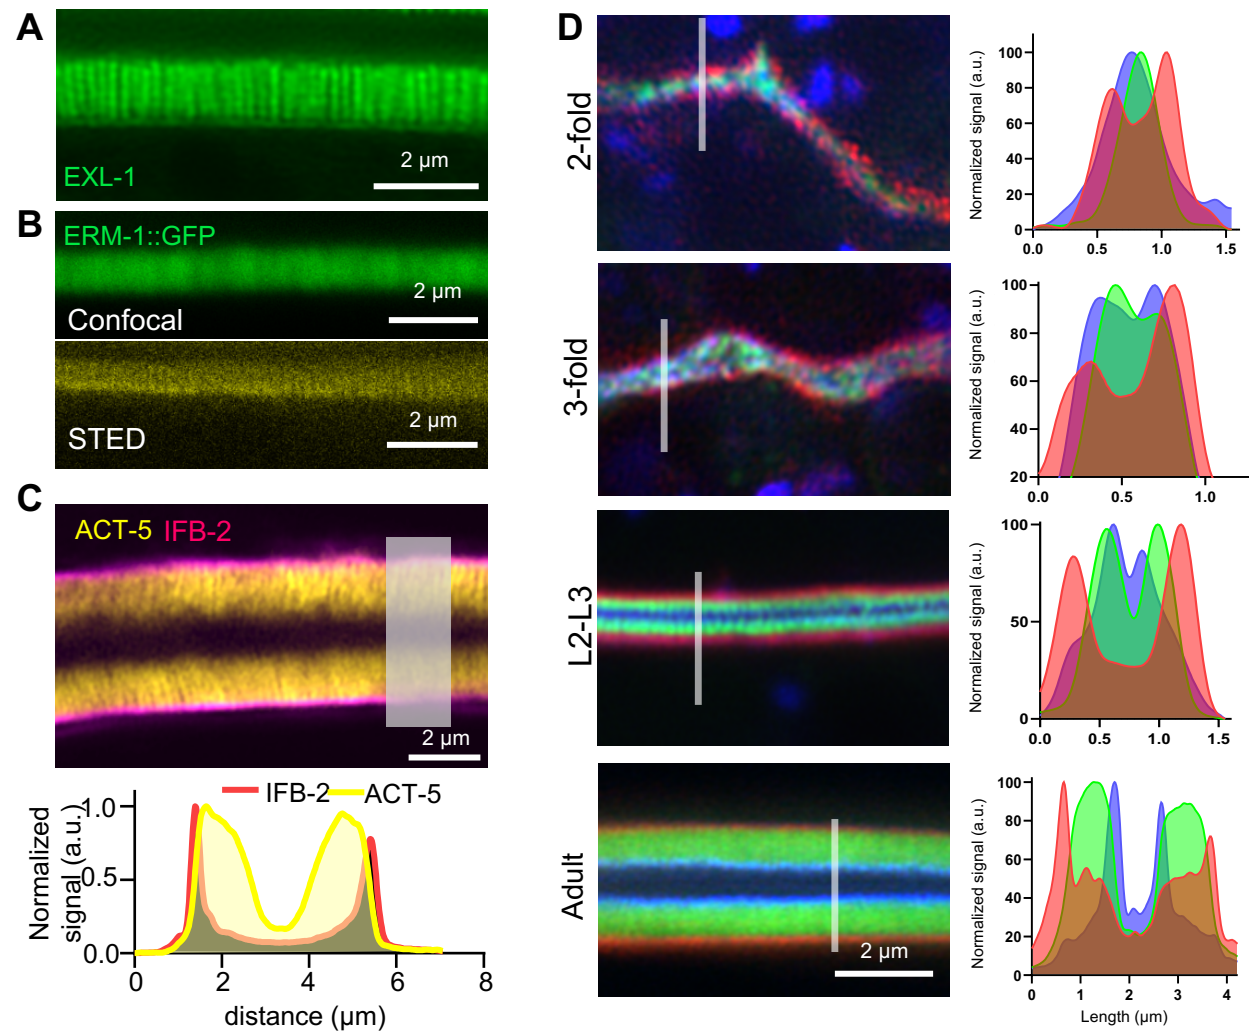 A
EXL-1
2 µm
B
ERM-1::GFP
2 µm
Confocal
STED
2 µm
C
ACT-5 IFB-2
2 µm
IFB-2 ACT-5
Normalized
signal (a.u.)
1.0
0.5
0.0
0 2 4 6 8
distance (µm)
D
2-fold
Normalized signal (a.u.)
100
80
60
40
20
0
0.0 0.5 1.0 1.5
3-fold
Normalized signal (a.u.)
100
80
60
40
20
0.0 0.5 1.0
L2-L3
Normalized signal (a.u.)
100
50
0
0.0 0.5 1.0 1.5
Adult
2 µm
Normalized signal (a.u.)
100
80
60
40
20
0
0 1 2 3 4
Length (µm)